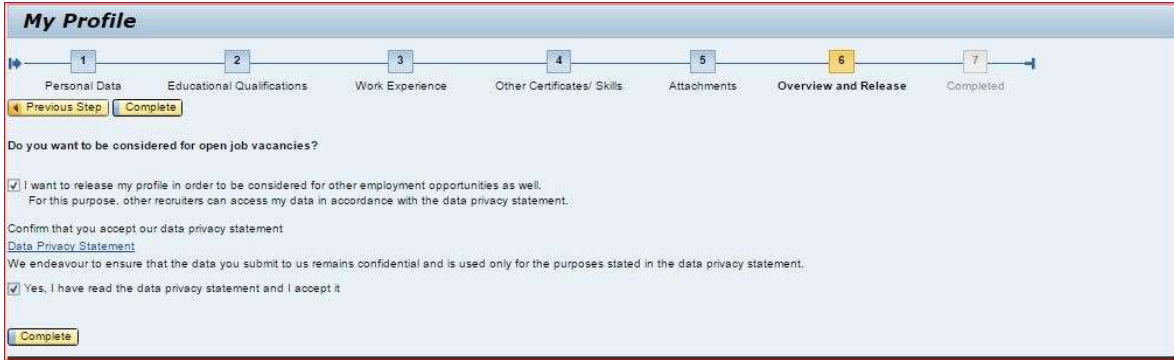 My Profile
1 2 3 4 5 6 7
Personal Data Educational Qualifications Work Experience Other Certificates/ Skills Attachments Overview and Release Completed
Previous Step Complete
Do you want to be considered for open job vacancies?
I want to release my profile in order to be considered for other employment opportunities as well.
For this purpose, other recruiters can access my data in accordance with the data privacy statement.
Confirm that you accept our data privacy statement
Data Privacy Statement
We endeavour to ensure that the data you submit to us remains confidential and is used only for the purposes stated in the data privacy statement.
Yes, I have read the data privacy statement and I accept it
Complete